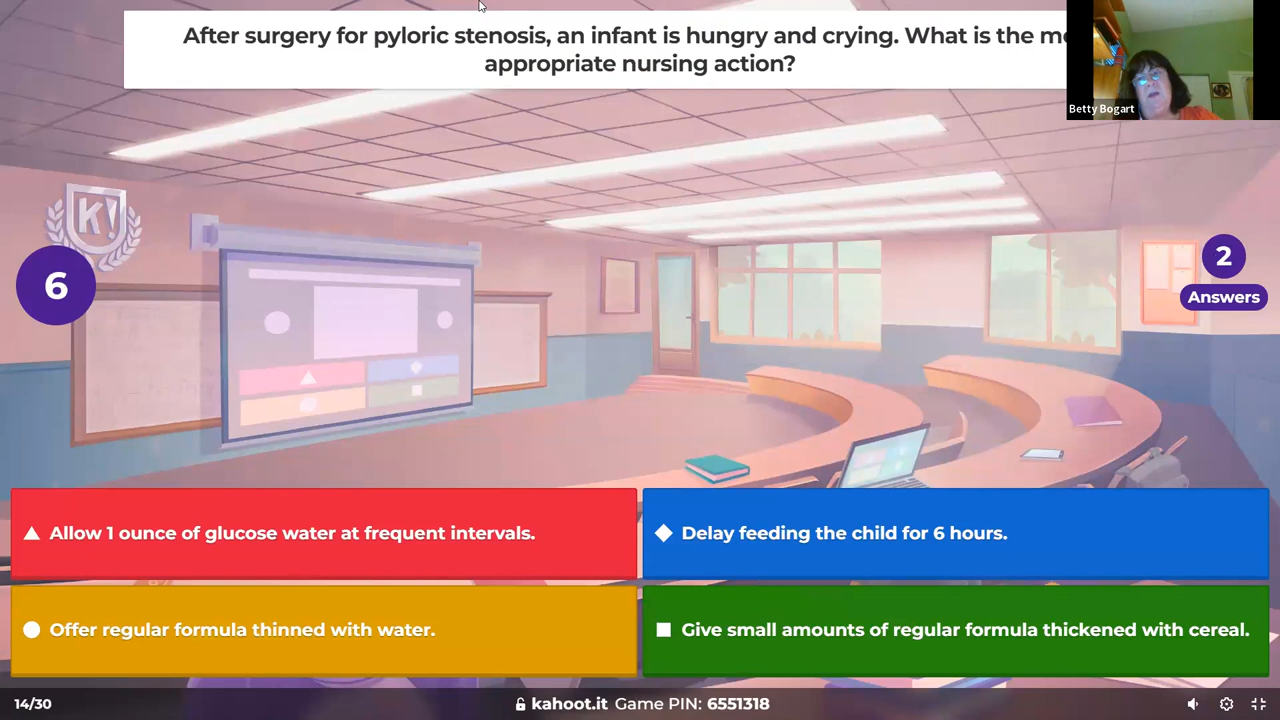 After surgery for pyloric stenosis, an infant is hungry and crying. What is the
appropriate nursing action?
Betty Bogart
K!
6
2
Answers
Allow 1 ounce of glucose water at frequent intervals.
Delay feeding the child for 6 hours.
Offer regular formula thinned with water.
Give small amounts of regular formula thickened with cereal.
14/30
kahoot.it Game PIN: 6551318